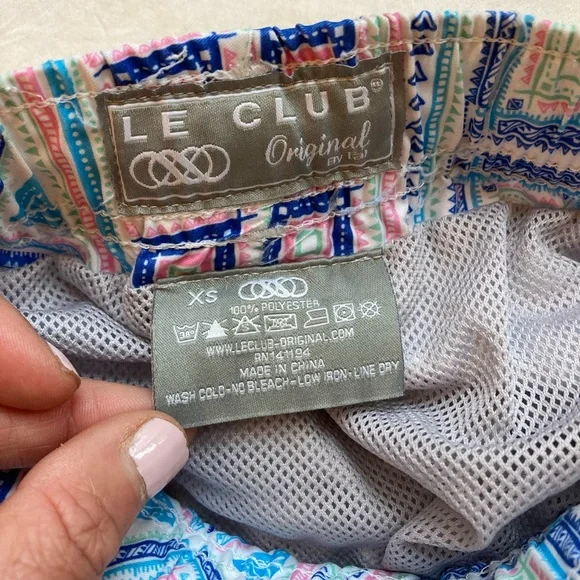 LE CLUB®
Original
BY TAJ
XS
100% POLYESTER
WWW.LECLUB-ORIGINAL.COM
RN141194
MADE IN CHINA
WASH COLD-NO BLEACH-LOW IRON-LINE DRY